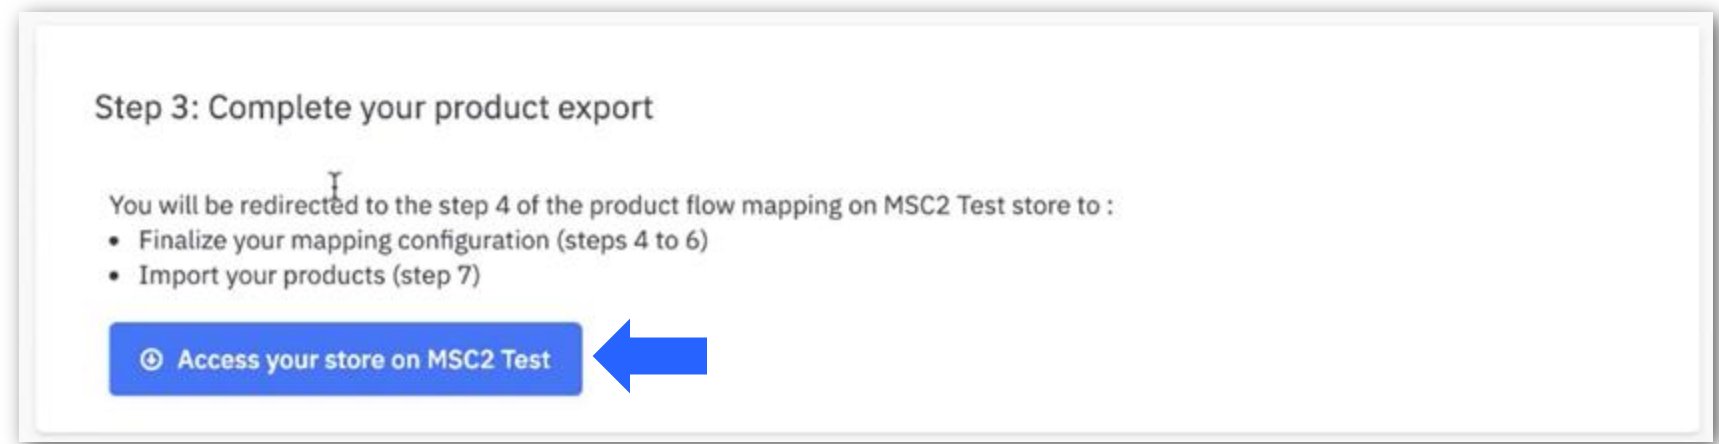 Step 3: Complete your product export
You will be redirected to the step 4 of the product flow mapping on MSC2 Test store to :
• Finalize your mapping configuration (steps 4 to 6)
• Import your products (step 7)
Access your store on MSC2 Test